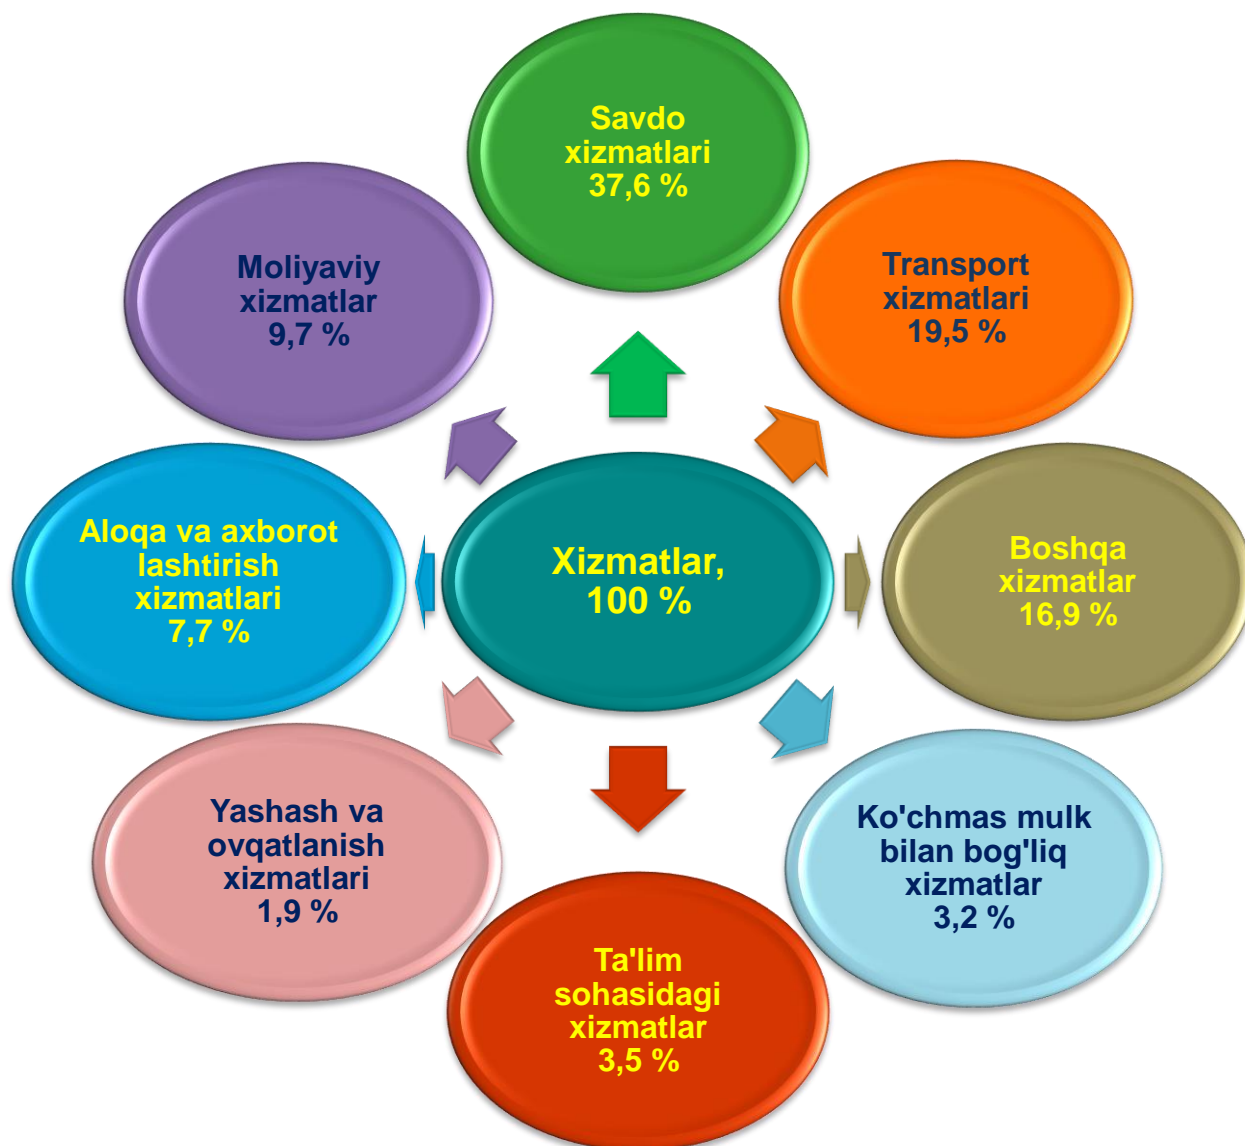 Savdo
xizmatlari
37,6 %
Moliyaviy
xizmatlar
9,7 %
Transport
xizmatlari
19,5 %
Aloqa va axborot
lashtirish
xizmatlari
7,7 %
Xizmatlar,
100 %
Boshqa
xizmatlar
16,9 %
Yashash va
ovqatlanish
xizmatlari
1,9 %
Ko'chmas mulk
bilan bog'liq
xizmatlar
3,2 %
Ta'lim
sohasidagi
xizmatlar
3,5 %